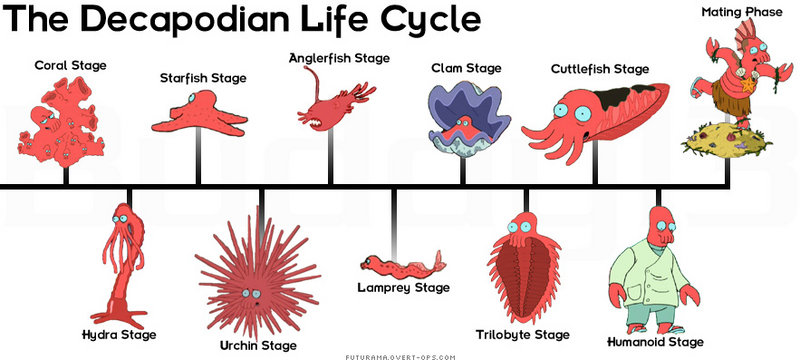 The Decapodian Life Cycle
Mating Phase
Coral Stage
Starfish Stage
Anglerfish Stage
Clam Stage
Cuttlefish Stage
Hydra Stage
Urchin Stage
Lamprey Stage
Trilobyte Stage
Humanoid Stage
FUTURAMA.OVERT-OPS.COM